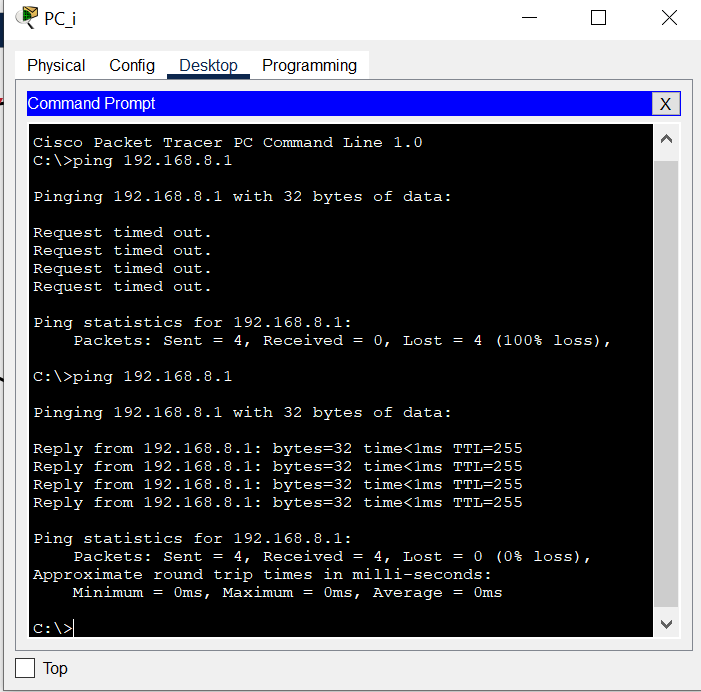 PC_i
Physical Config Desktop Programming
Command Prompt X
Cisco Packet Tracer PC Command Line 1.0
C:\>ping 192.168.8.1
Pinging 192.168.8.1 with 32 bytes of data:
Request timed out.
Request timed out.
Request timed out.
Request timed out.
Ping statistics for 192.168.8.1:
Packets: Sent = 4, Received = 0, Lost = 4 (100% loss),
C:\>ping 192.168.8.1
Pinging 192.168.8.1 with 32 bytes of data:
Reply from 192.168.8.1: bytes=32 time<1ms TTL=255
Reply from 192.168.8.1: bytes=32 time<1ms TTL=255
Reply from 192.168.8.1: bytes=32 time<1ms TTL=255
Reply from 192.168.8.1: bytes=32 time<1ms TTL=255
Ping statistics for 192.168.8.1:
Packets: Sent = 4, Received = 4, Lost = 0 (0% loss),
Approximate round trip times in milli-seconds:
Minimum = 0ms, Maximum = 0ms, Average = 0ms
C:\>
Top